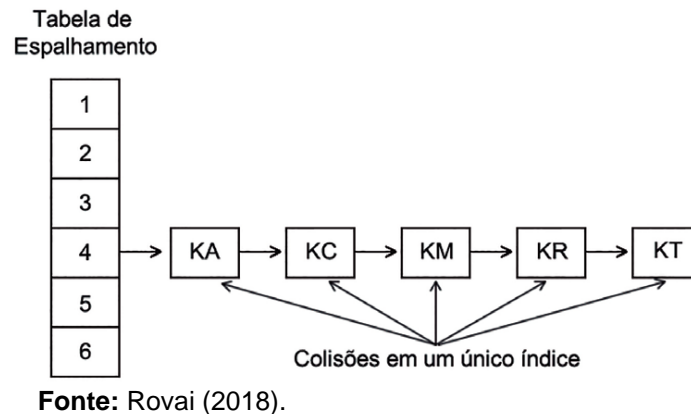 Tabela de
Espalhamento
1
2
3
4
KA
KC
KM
KR
KT
5
6
Colisões em um único índice
Fonte: Rovai (2018).